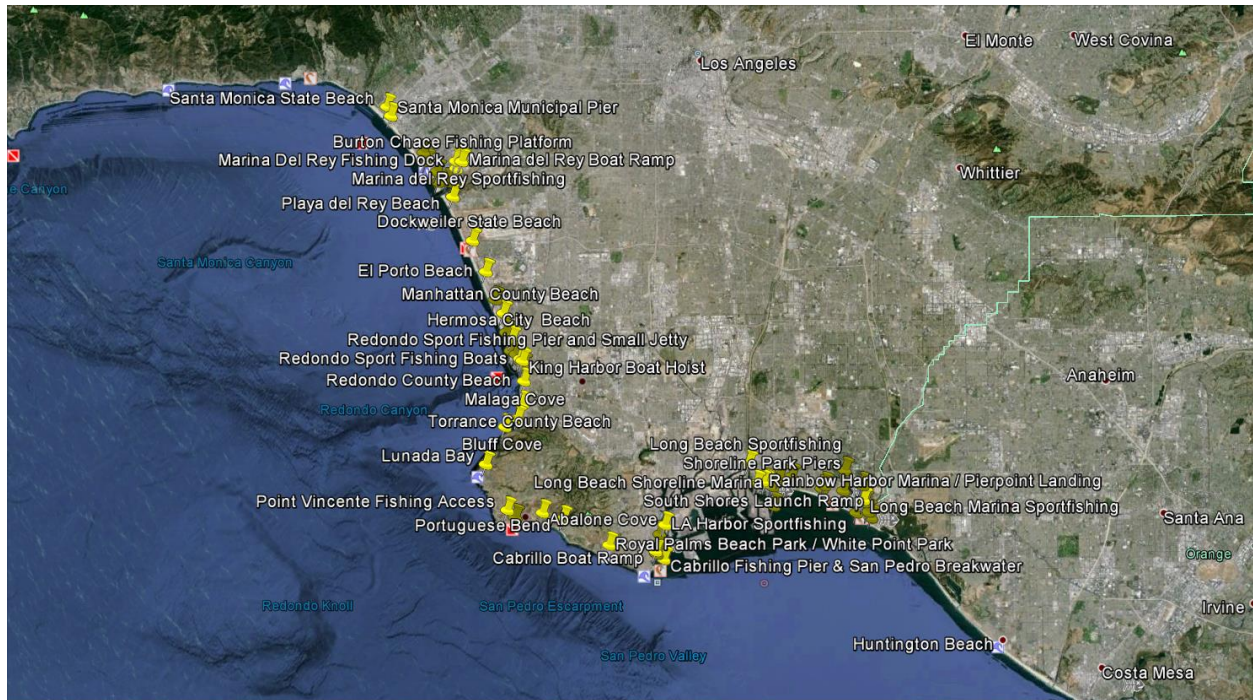 El Monte
West Covina
Los Angeles
Santa Monica State Beach
Santa Monica Municipal Pier
Burton Chace Fishing Platform
Marina Del Rey Fishing Dock
Marina del Rey Boat Ramp
Whittier
Marina del Rey Sportfishing
e Canyon
Playa del Rey Beach
Dockweiler State Beach
Santa Monica Canyon
El Porto Beach
Manhattan County Beach
Hermosa City Beach
Redondo Sport Fishing Pier and Small Jetty
Redondo Sport Fishing Boats
King Harbor Boat Hoist
Redondo County Beach
Anaheim
Malaga Cove
Redondo Canyon
Torrance County Beach
Bluff Cove
Long Beach Sportfishing
Lunada Bay
Shoreline Park Piers
Long Beach Shoreline Marina
Rainbow Harbor Marina / Pierpoint Landing
Point Vincente Fishing Access
South Shores Launch Ramp
Long Beach Marina Sportfishing
Santa Ana
Portuguese Bend
Abalone Cove
LA Harbor Sportfishing
Royal Palms Beach Park / White Point Park
Orange
Cabrillo Boat Ramp
Cabrillo Fishing Pier & San Pedro Breakwater
Redondo Knoll
San Pedro Escarpment
Irvine
Huntington Beach
San Pedro Valley
Costa Mesa